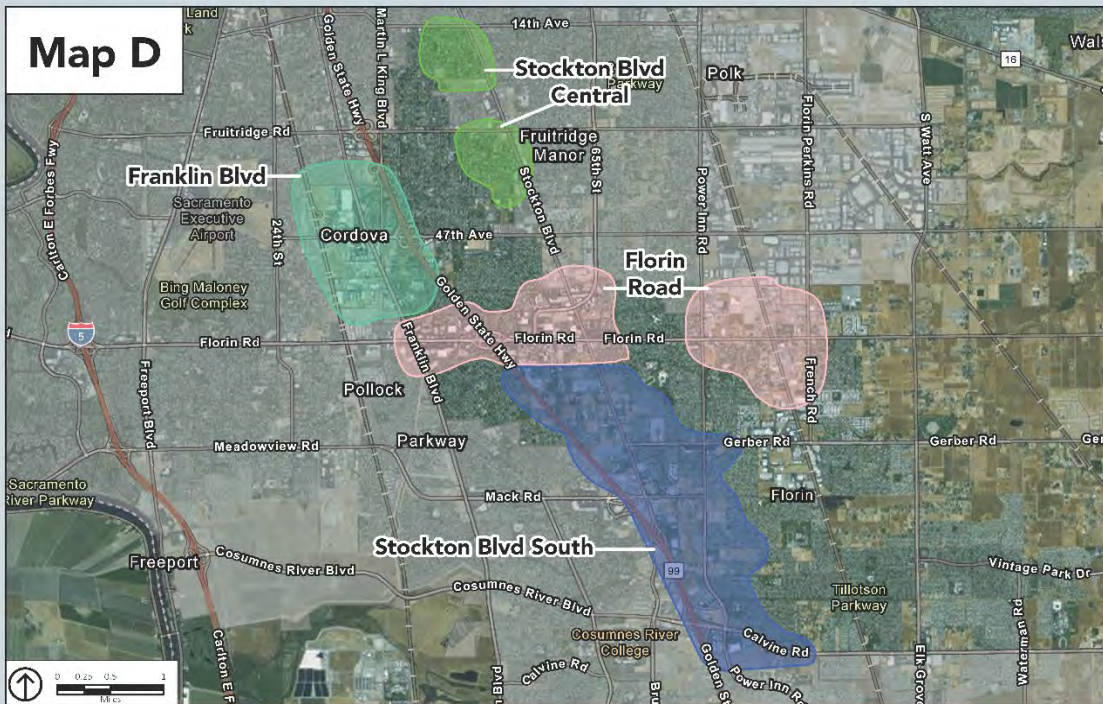 Map D
Land
k
14th Ave
Golden State Hwy
Martin L King Blvd
Stockton Blvd
Central
Parkway
Polk
16
Wals
Carlton E Forbes Fwy
Fruitridge Rd
Fruitridge
Manor
Franklin Blvd
Sacramento
Executive
Airport
24th St
Cordova
47th Ave
Stockton Blvd
65th St
Power Inn Rd
Florin Perkins Rd
S Watt Ave
Bing Maloney
Golf Complex
Florin
Road
5
Florin Rd
Golden State Hwy
Florin Rd
Florin Rd
Freeport Blvd
Franklin Blvd
French Rd
Pollock
Meadowview Rd
Parkway
Gerber Rd
Gerber Rd
Ger
Sacramento
River Parkway
Mack Rd
Florin
Stockton Blvd South
Freeport
Cosumnes River Blvd
99
Vintage Park Dr
Cosumnes River Blvd
Tillotson
Parkway
Cosumnes River
College
Calvine Rd
Calvine Rd
Carlton E F
n Blvd
Bru
Golden St
Power Inn Rd
Elk Grove
Waterman Rd
0 0.25 0.5 1
Miles